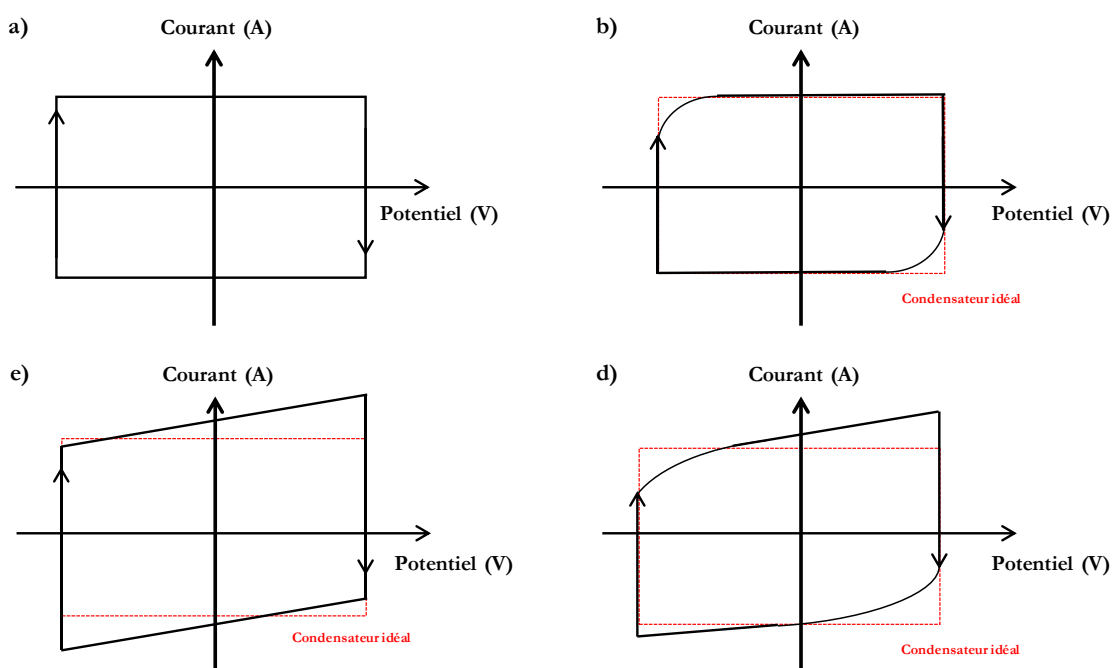 a)
Courant (A)
Potentiel (V)
b)
Courant (A)
Potentiel (V)
Condensateur idéal
e)
Courant (A)
Potentiel (V)
Condensateur idéal
d)
Courant (A)
Potentiel (V)
Condensateur idéal